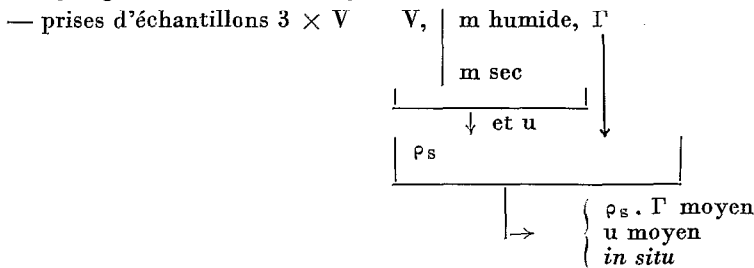 — prises d'échantillons 3 × V V, m humide, Γ
m sec
↓ et u
ρs
ρs . Γ moyen
u moyen
in situ